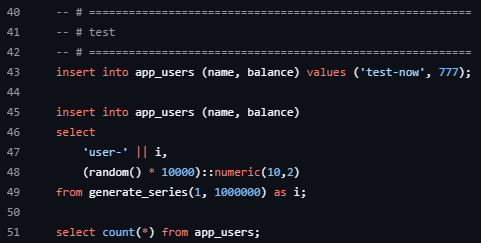 40 -- # =========================================================
41 -- # test
42 -- # =========================================================
43 insert into app_users (name, balance) values ('test-now', 777);
44
45 insert into app_users (name, balance)
46 select
47 'user-' || i,
48 (random() * 10000)::numeric(10,2)
49 from generate_series(1, 1000000) as i;
50
51 select count(*) from app_users;